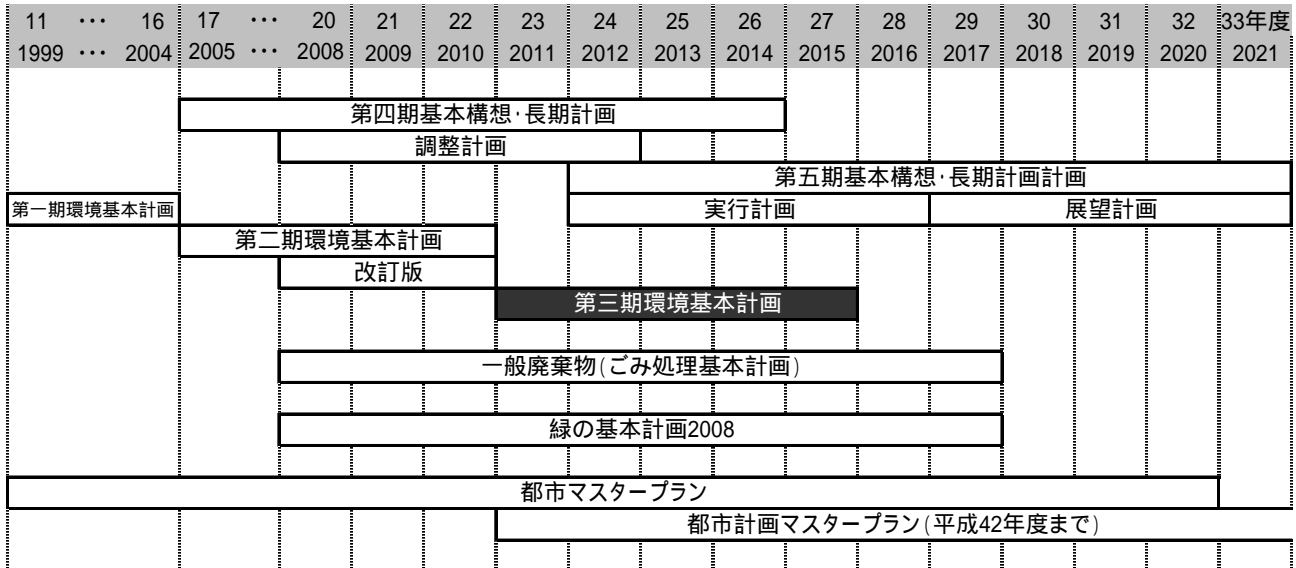 11 ··· 16 17 ··· 20 21 22 23 24 25 26 27 28 29 30 31 32 33年度
1999 ··· 2004 2005 ··· 2008 2009 2010 2011 2012 2013 2014 2015 2016 2017 2018 2019 2020 2021
第四期基本構想・長期計画
調整計画
第五期基本構想・長期計画計画
第一期環境基本計画 実行計画 展望計画
第二期環境基本計画
改訂版
第三期環境基本計画
一般廃棄物(ごみ処理基本計画)
緑の基本計画2008
都市マスタープラン
都市計画マスタープラン(平成42年度まで)